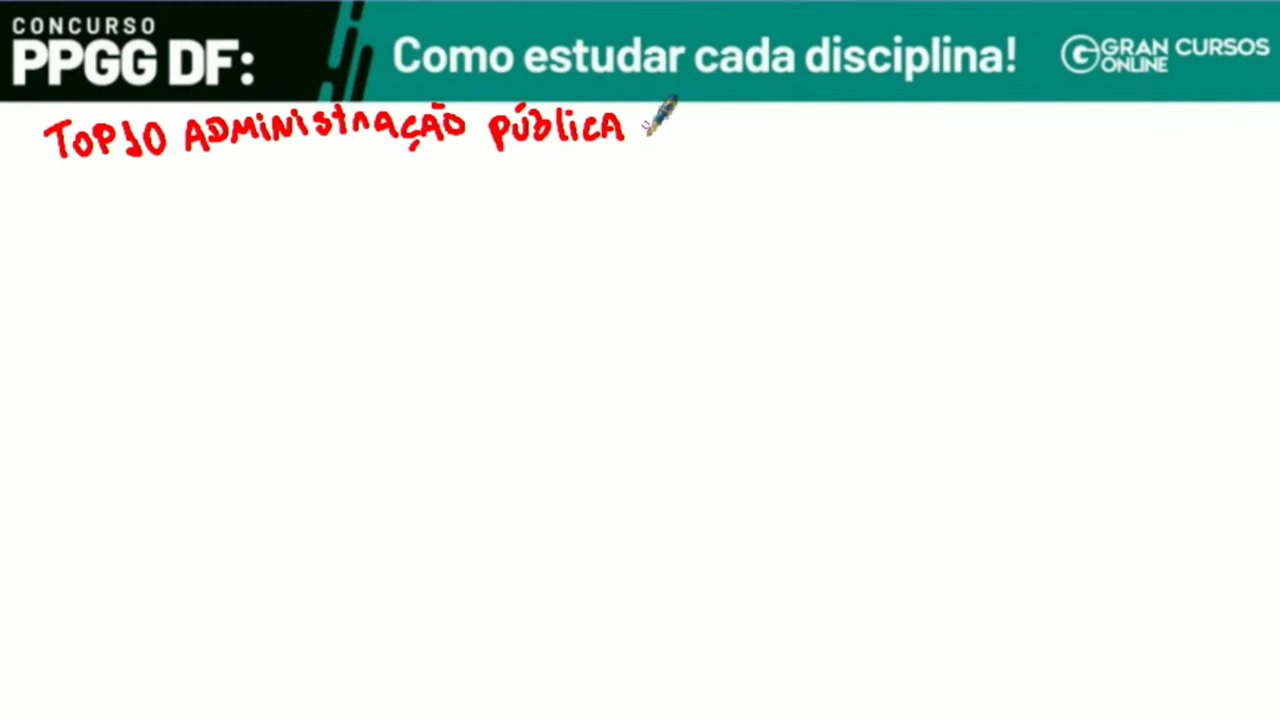 CONCURSO
PPGG DF:
Como estudar cada disciplina!
GRAN CURSOS
ONLINE
TOP 10 ADMINISTRAÇÃO PÚBLICA